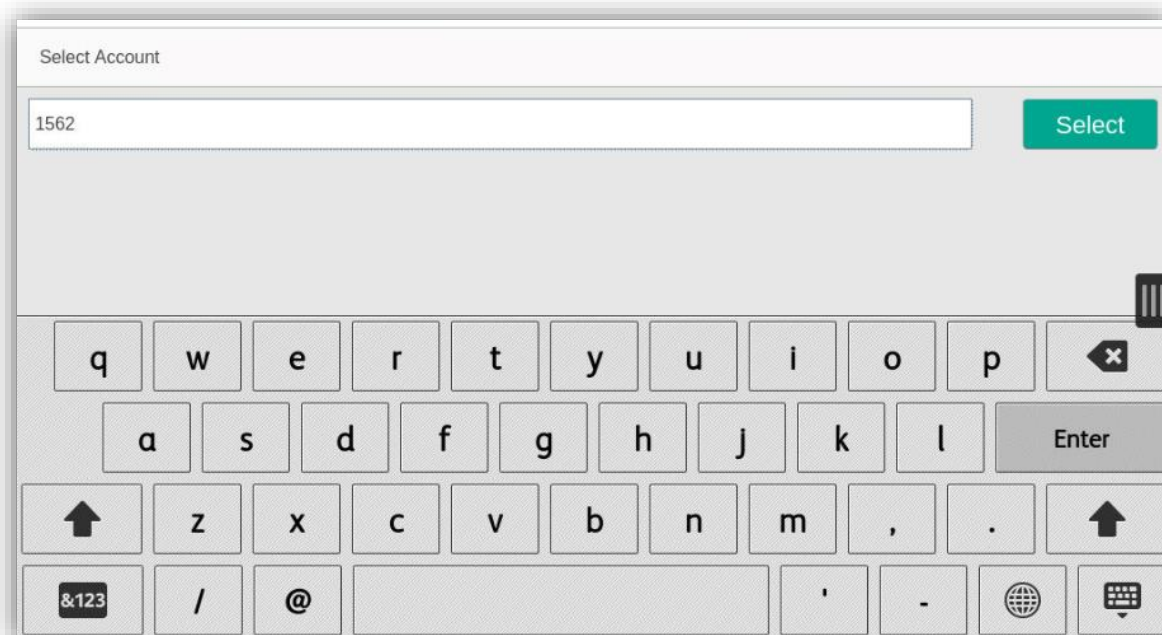 Select Account
1562
Select
q w e r t y u i o p
a s d f g h j k l Enter
z x c v b n m , .
&123 / @ ' -